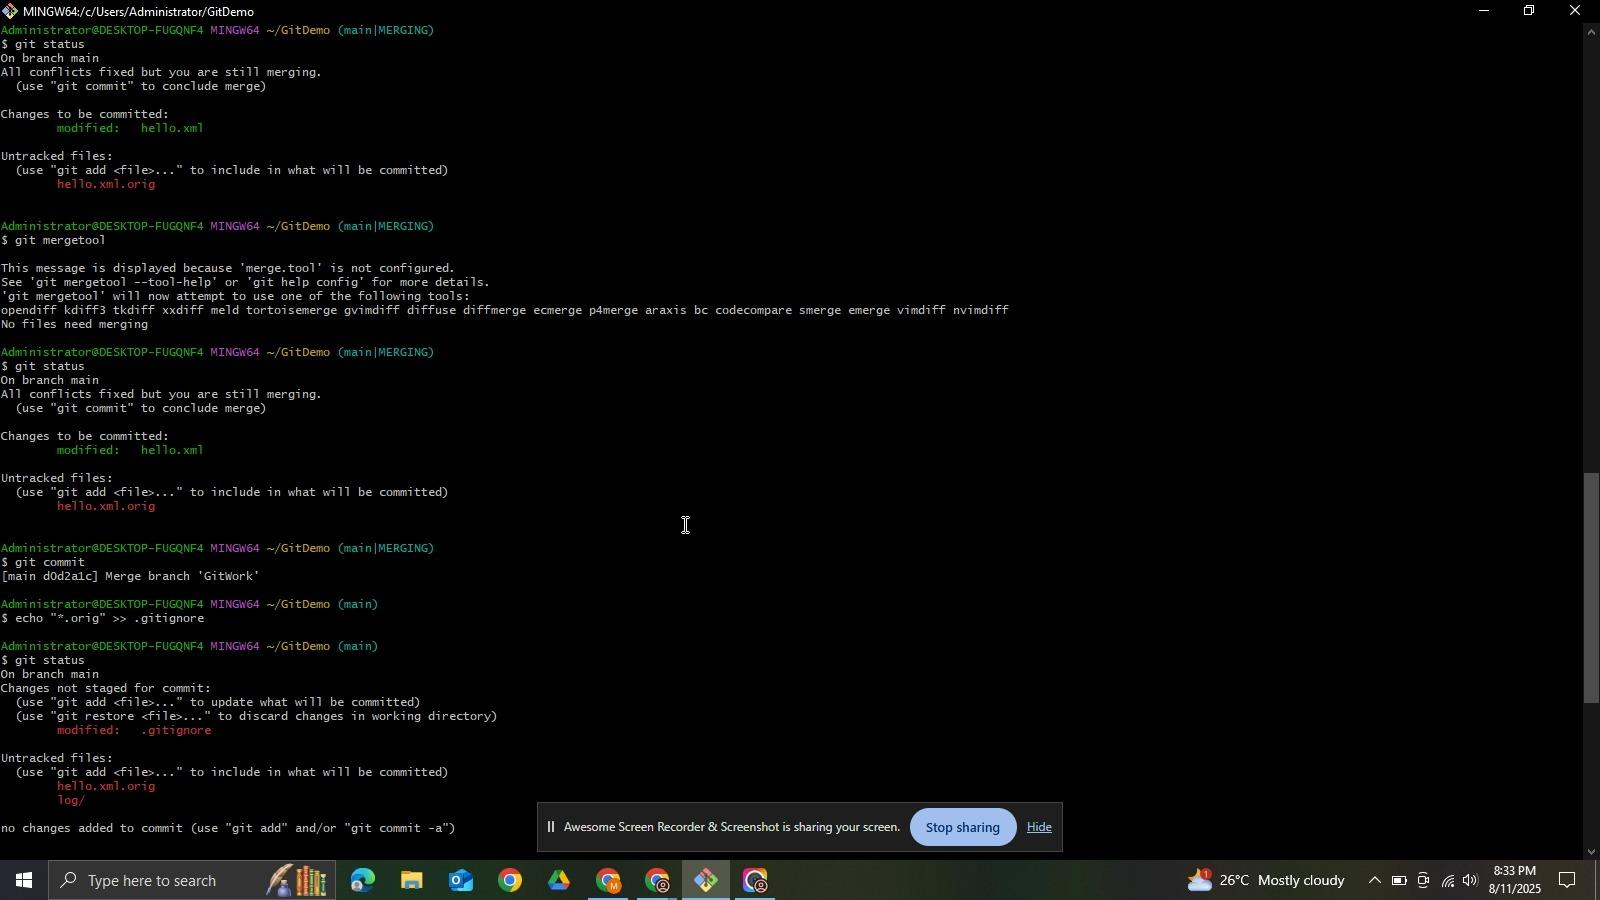 MINGW64:/c/Users/Administrator/GitDemo
Administrator@DESKTOP-FUGQNF4 MINGW64 ~/GitDemo (main|MERGING)
$ git status
On branch main
All conflicts fixed but you are still merging.
  (use "git commit" to conclude merge)
Changes to be committed:
        modified:   hello.xml
Untracked files:
  (use "git add <file>..." to include in what will be committed)
        hello.xml.orig
Administrator@DESKTOP-FUGQNF4 MINGW64 ~/GitDemo (main|MERGING)
$ git mergetool
This message is displayed because 'merge.tool' is not configured.
See 'git mergetool --tool-help' or 'git help config' for more details.
'git mergetool' will now attempt to use one of the following tools:
opendiff kdiff3 tkdiff xxdiff meld tortoisemerge gvimdiff diffuse diffmerge ecmerge p4merge araxis bc codecompare smerge emerge vimdiff nvimdiff
No files need merging
Administrator@DESKTOP-FUGQNF4 MINGW64 ~/GitDemo (main|MERGING)
$ git status
On branch main
All conflicts fixed but you are still merging.
  (use "git commit" to conclude merge)
Changes to be committed:
        modified:   hello.xml
Untracked files:
  (use "git add <file>..." to include in what will be committed)
        hello.xml.orig
Administrator@DESKTOP-FUGQNF4 MINGW64 ~/GitDemo (main|MERGING)
$ git commit
[main d0d2a1c] Merge branch 'GitWork'
Administrator@DESKTOP-FUGQNF4 MINGW64 ~/GitDemo (main)
$ echo "*.orig" >> .gitignore
Administrator@DESKTOP-FUGQNF4 MINGW64 ~/GitDemo (main)
$ git status
On branch main
Changes not staged for commit:
  (use "git add <file>..." to update what will be committed)
  (use "git restore <file>..." to discard changes in working directory)
        modified:   .gitignore
Untracked files:
  (use "git add <file>..." to include in what will be committed)
        hello.xml.orig
        log/
no changes added to commit (use "git add" and/or "git commit -a")
Awesome Screen Recorder & Screenshot is sharing your screen. Stop sharing Hide
Type here to search
M
1
26°C Mostly cloudy
8:33 PM
8/11/2025